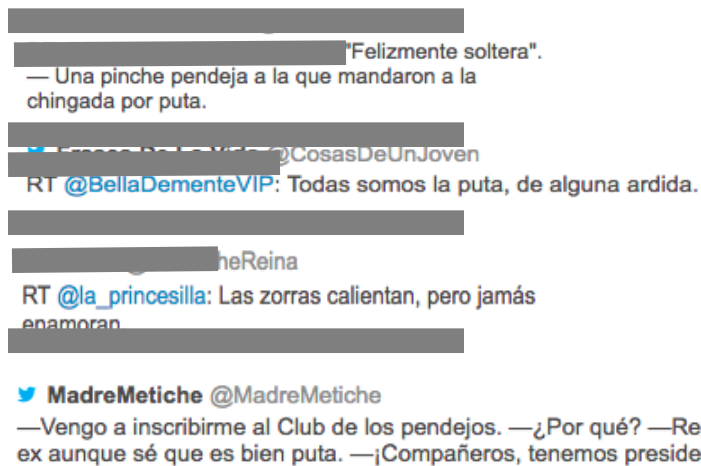 "Felizmente soltera".
— Una pinche pendeja a la que mandaron a la
chingada por puta.
@CosasDeUnJoven
RT @BellaDementeVIP: Todas somos la puta, de alguna ardida.
heReina
RT @la_princesilla: Las zorras calientan, pero jamás
enamoran
MadreMetiche @MadreMetiche
—Vengo a inscribirme al Club de los pendejos. —¿Por qué? —Re
ex aunque sé que es bien puta. —¡Compañeros, tenemos preside